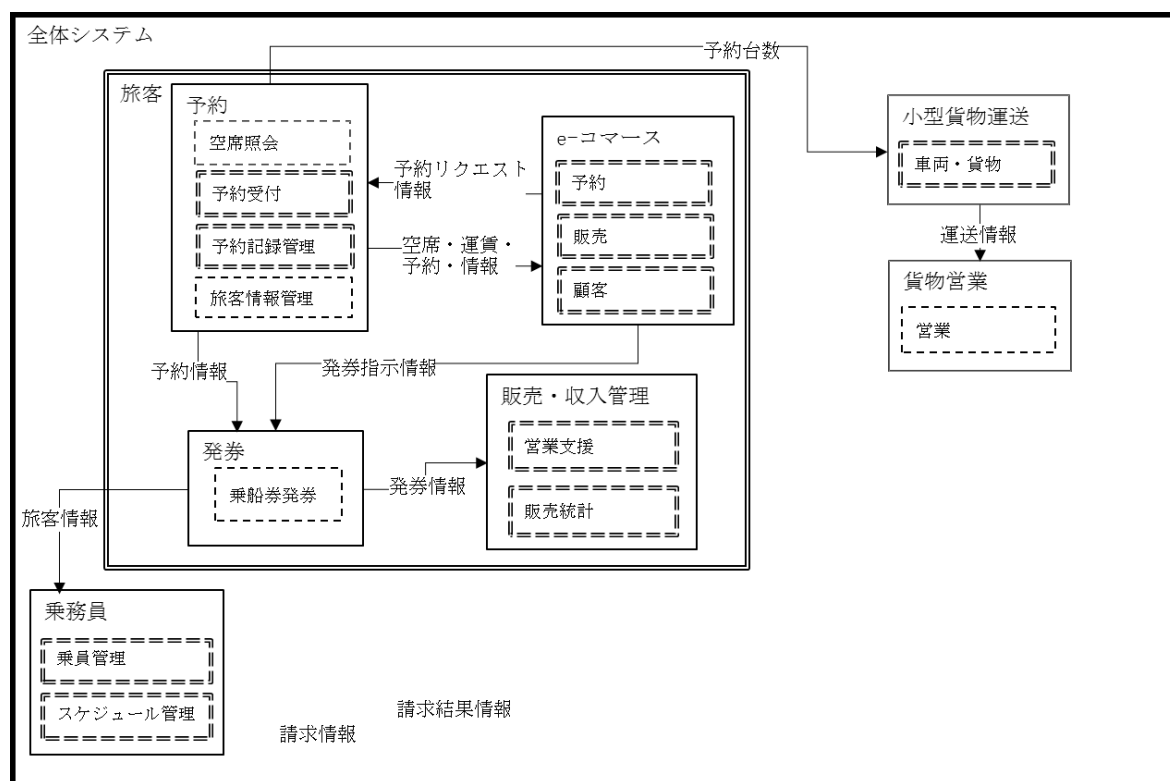 全体システム
予約台数
旅客
予約
空席照会
予約受付
予約記録管理
旅客情報管理
予約リクエスト
情報
空席・運賃・
予約・情報
e-コマース
予約
販売
顧客
小型貨物運送
車両・貨物
運送情報
貨物営業
営業
予約情報
発券指示情報
発券
乗船券発券
発券情報
販売・収入管理
営業支援
販売統計
旅客情報
乗務員
乗員管理
スケジュール管理
請求結果情報
請求情報